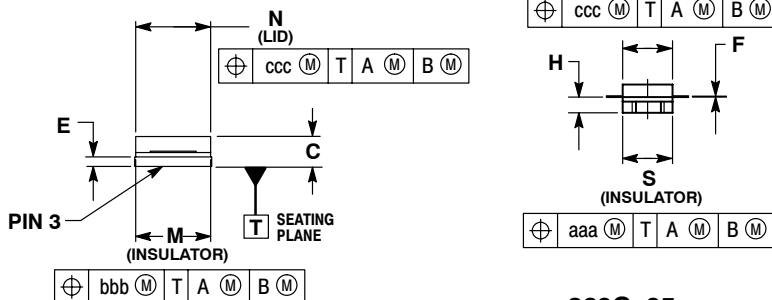 N
(LID)
⌖ ccc Ⓜ T A Ⓜ B Ⓜ
E
C
PIN 3
M
(INSULATOR)
T SEATING
PLANE
⌖ bbb Ⓜ T A Ⓜ B Ⓜ
⌖ ccc Ⓜ T A Ⓜ B Ⓜ
H
F
S
(INSULATOR)
⌖ aaa Ⓜ T A Ⓜ B Ⓜ